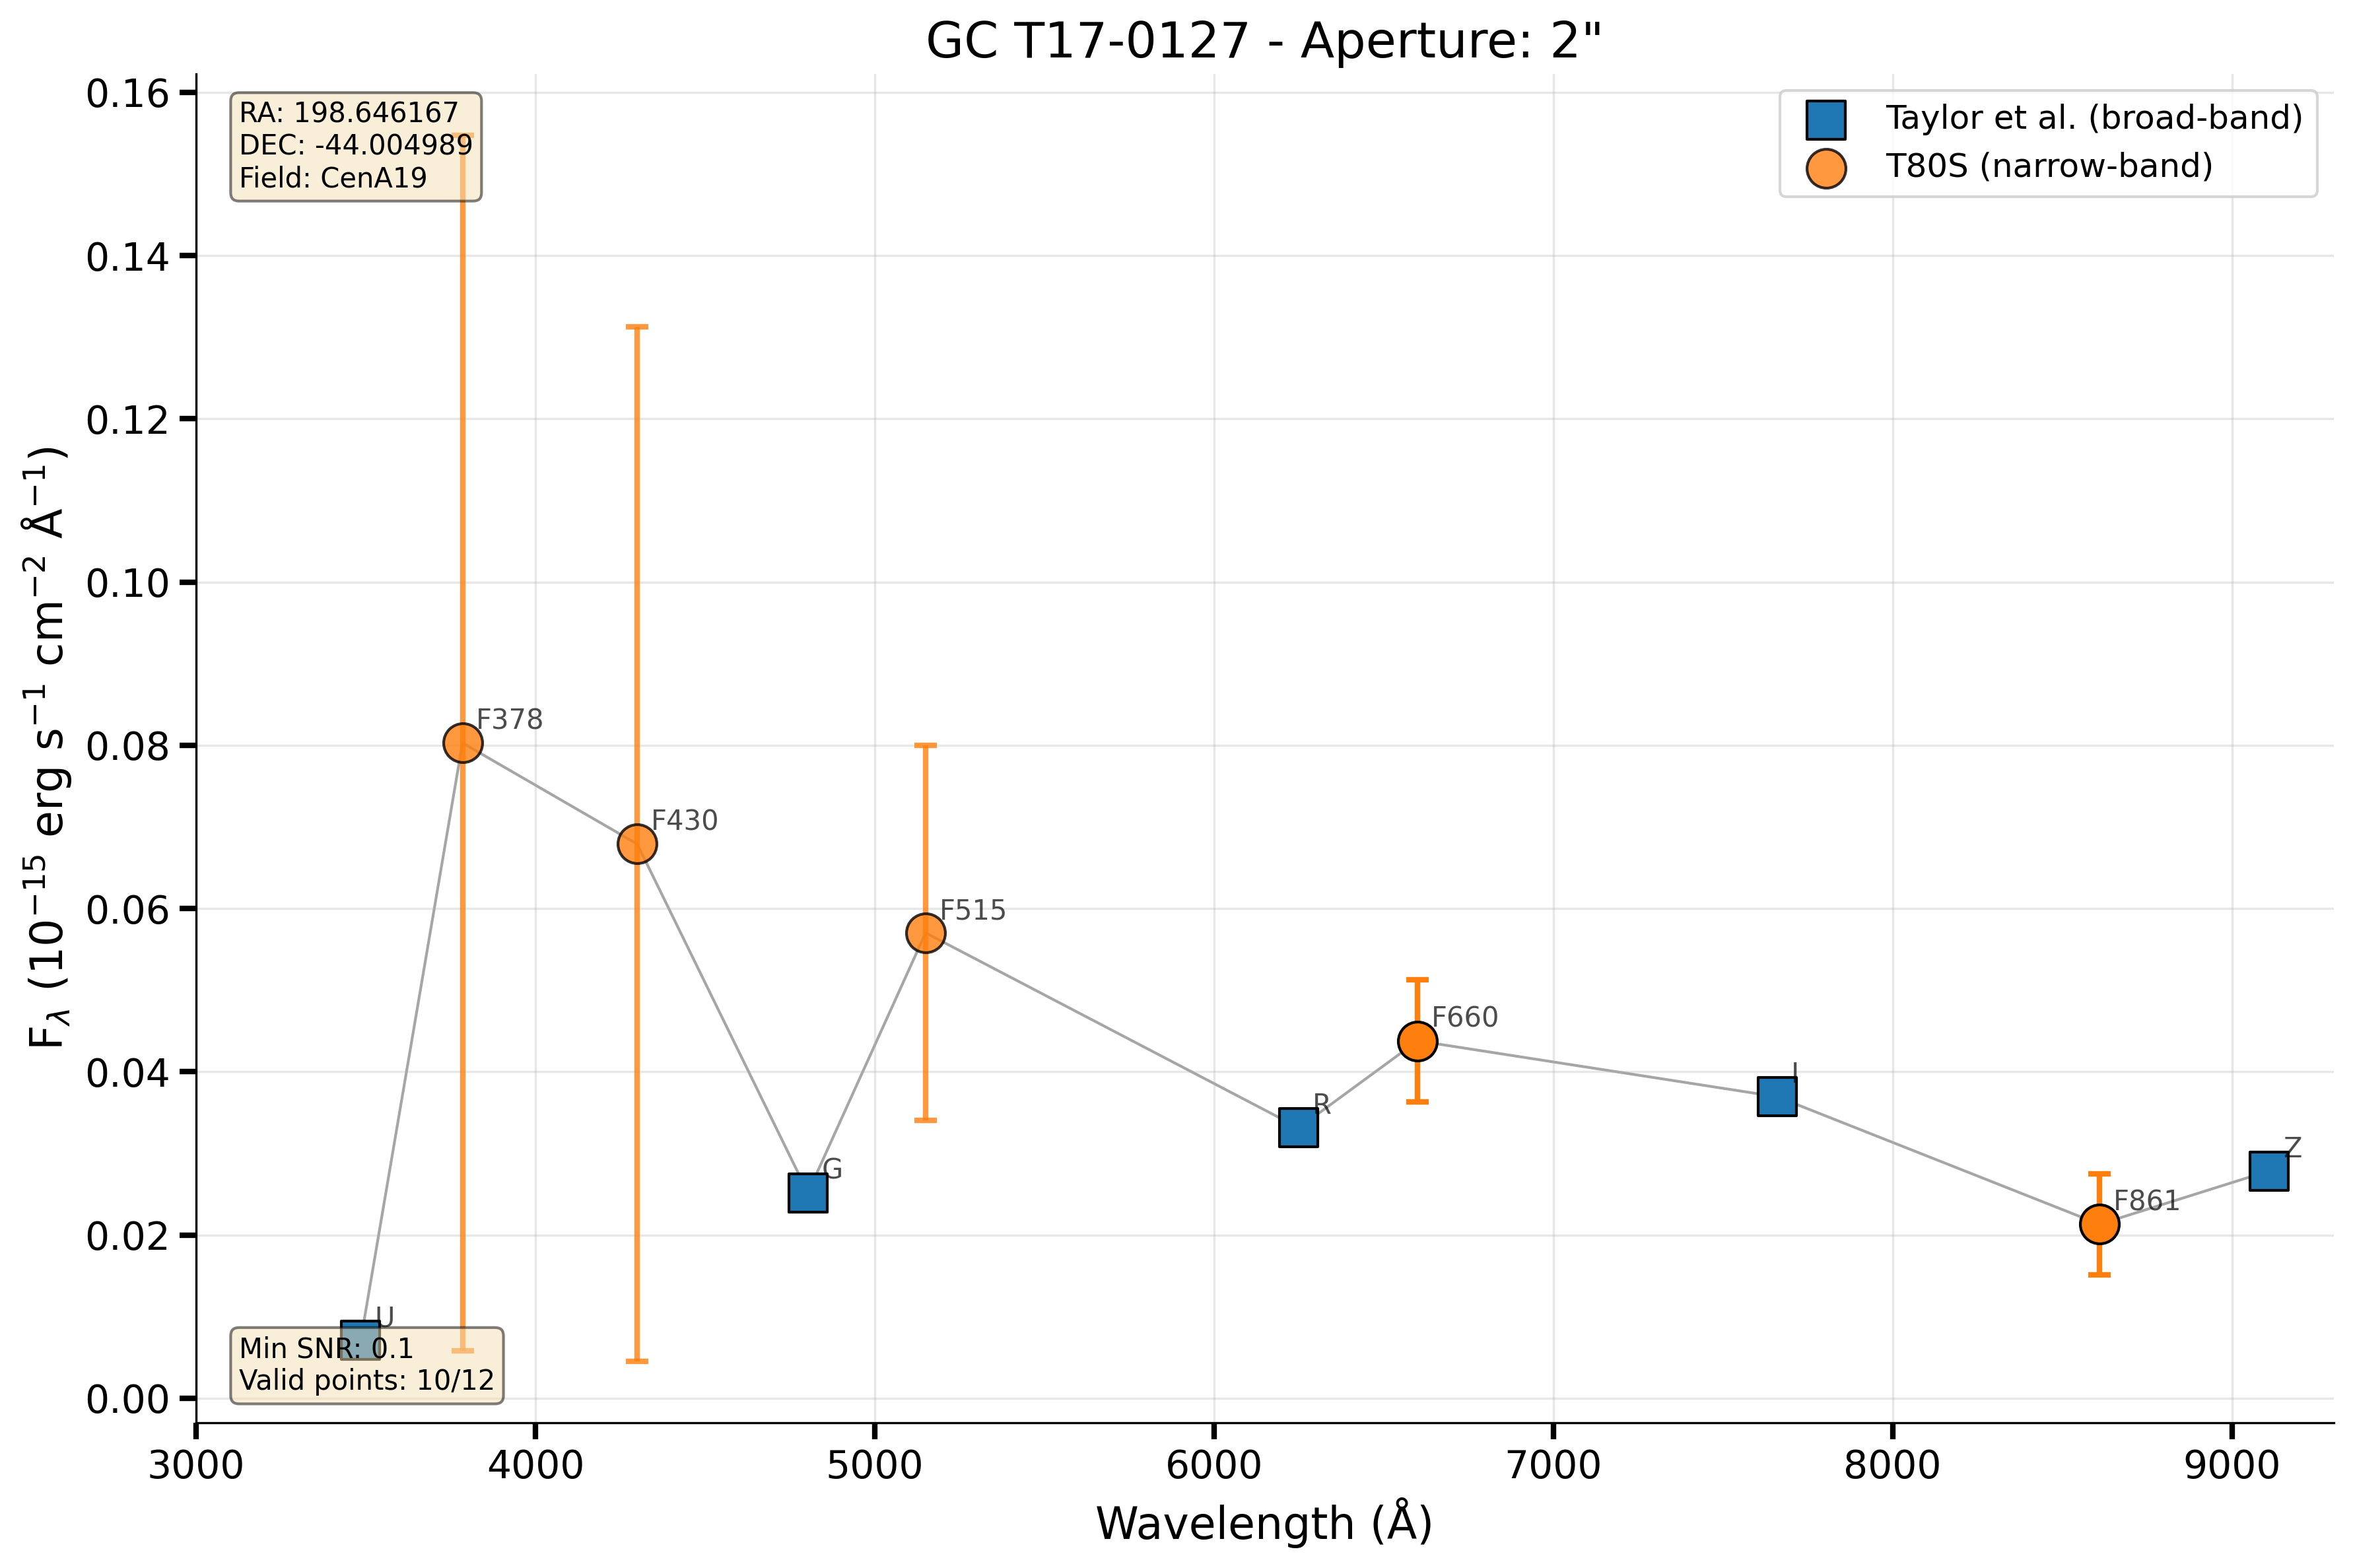 GC T17-0127 - Aperture: 2"
RA: 198.646167
DEC: -44.004989
Field: CenA19
Taylor et al. (broad-band)
T80S (narrow-band)
F_λ (10⁻¹⁵ erg s⁻¹ cm⁻² Å⁻¹)
0.16
0.14
0.12
0.10
0.08
0.06
0.04
0.02
0.00
F378
F430
F515
F660
I
R
G
Z
F861
U
Min SNR: 0.1
Valid points: 10/12
3000 4000 5000 6000 7000 8000 9000
Wavelength (Å)